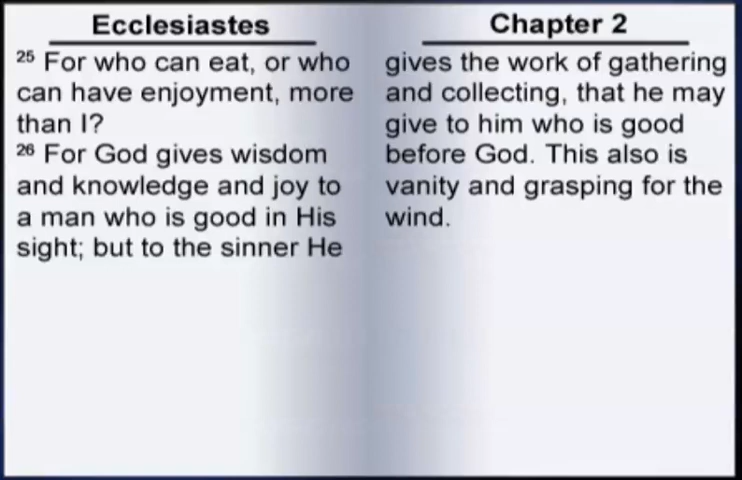 Ecclesiastes
Chapter 2
²⁵ For who can eat, or who
can have enjoyment, more
than I?
²⁶ For God gives wisdom
and knowledge and joy to
a man who is good in His
sight; but to the sinner He
gives the work of gathering
and collecting, that he may
give to him who is good
before God. This also is
vanity and grasping for the
wind.